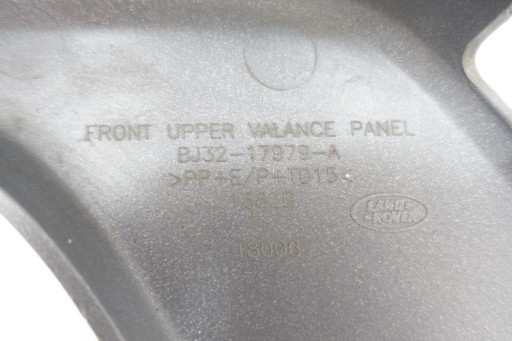 FRONT UPPER VALANCE PANEL
BJ32-17979-A
>PP+E/P+TD15<
LAND
ROVER